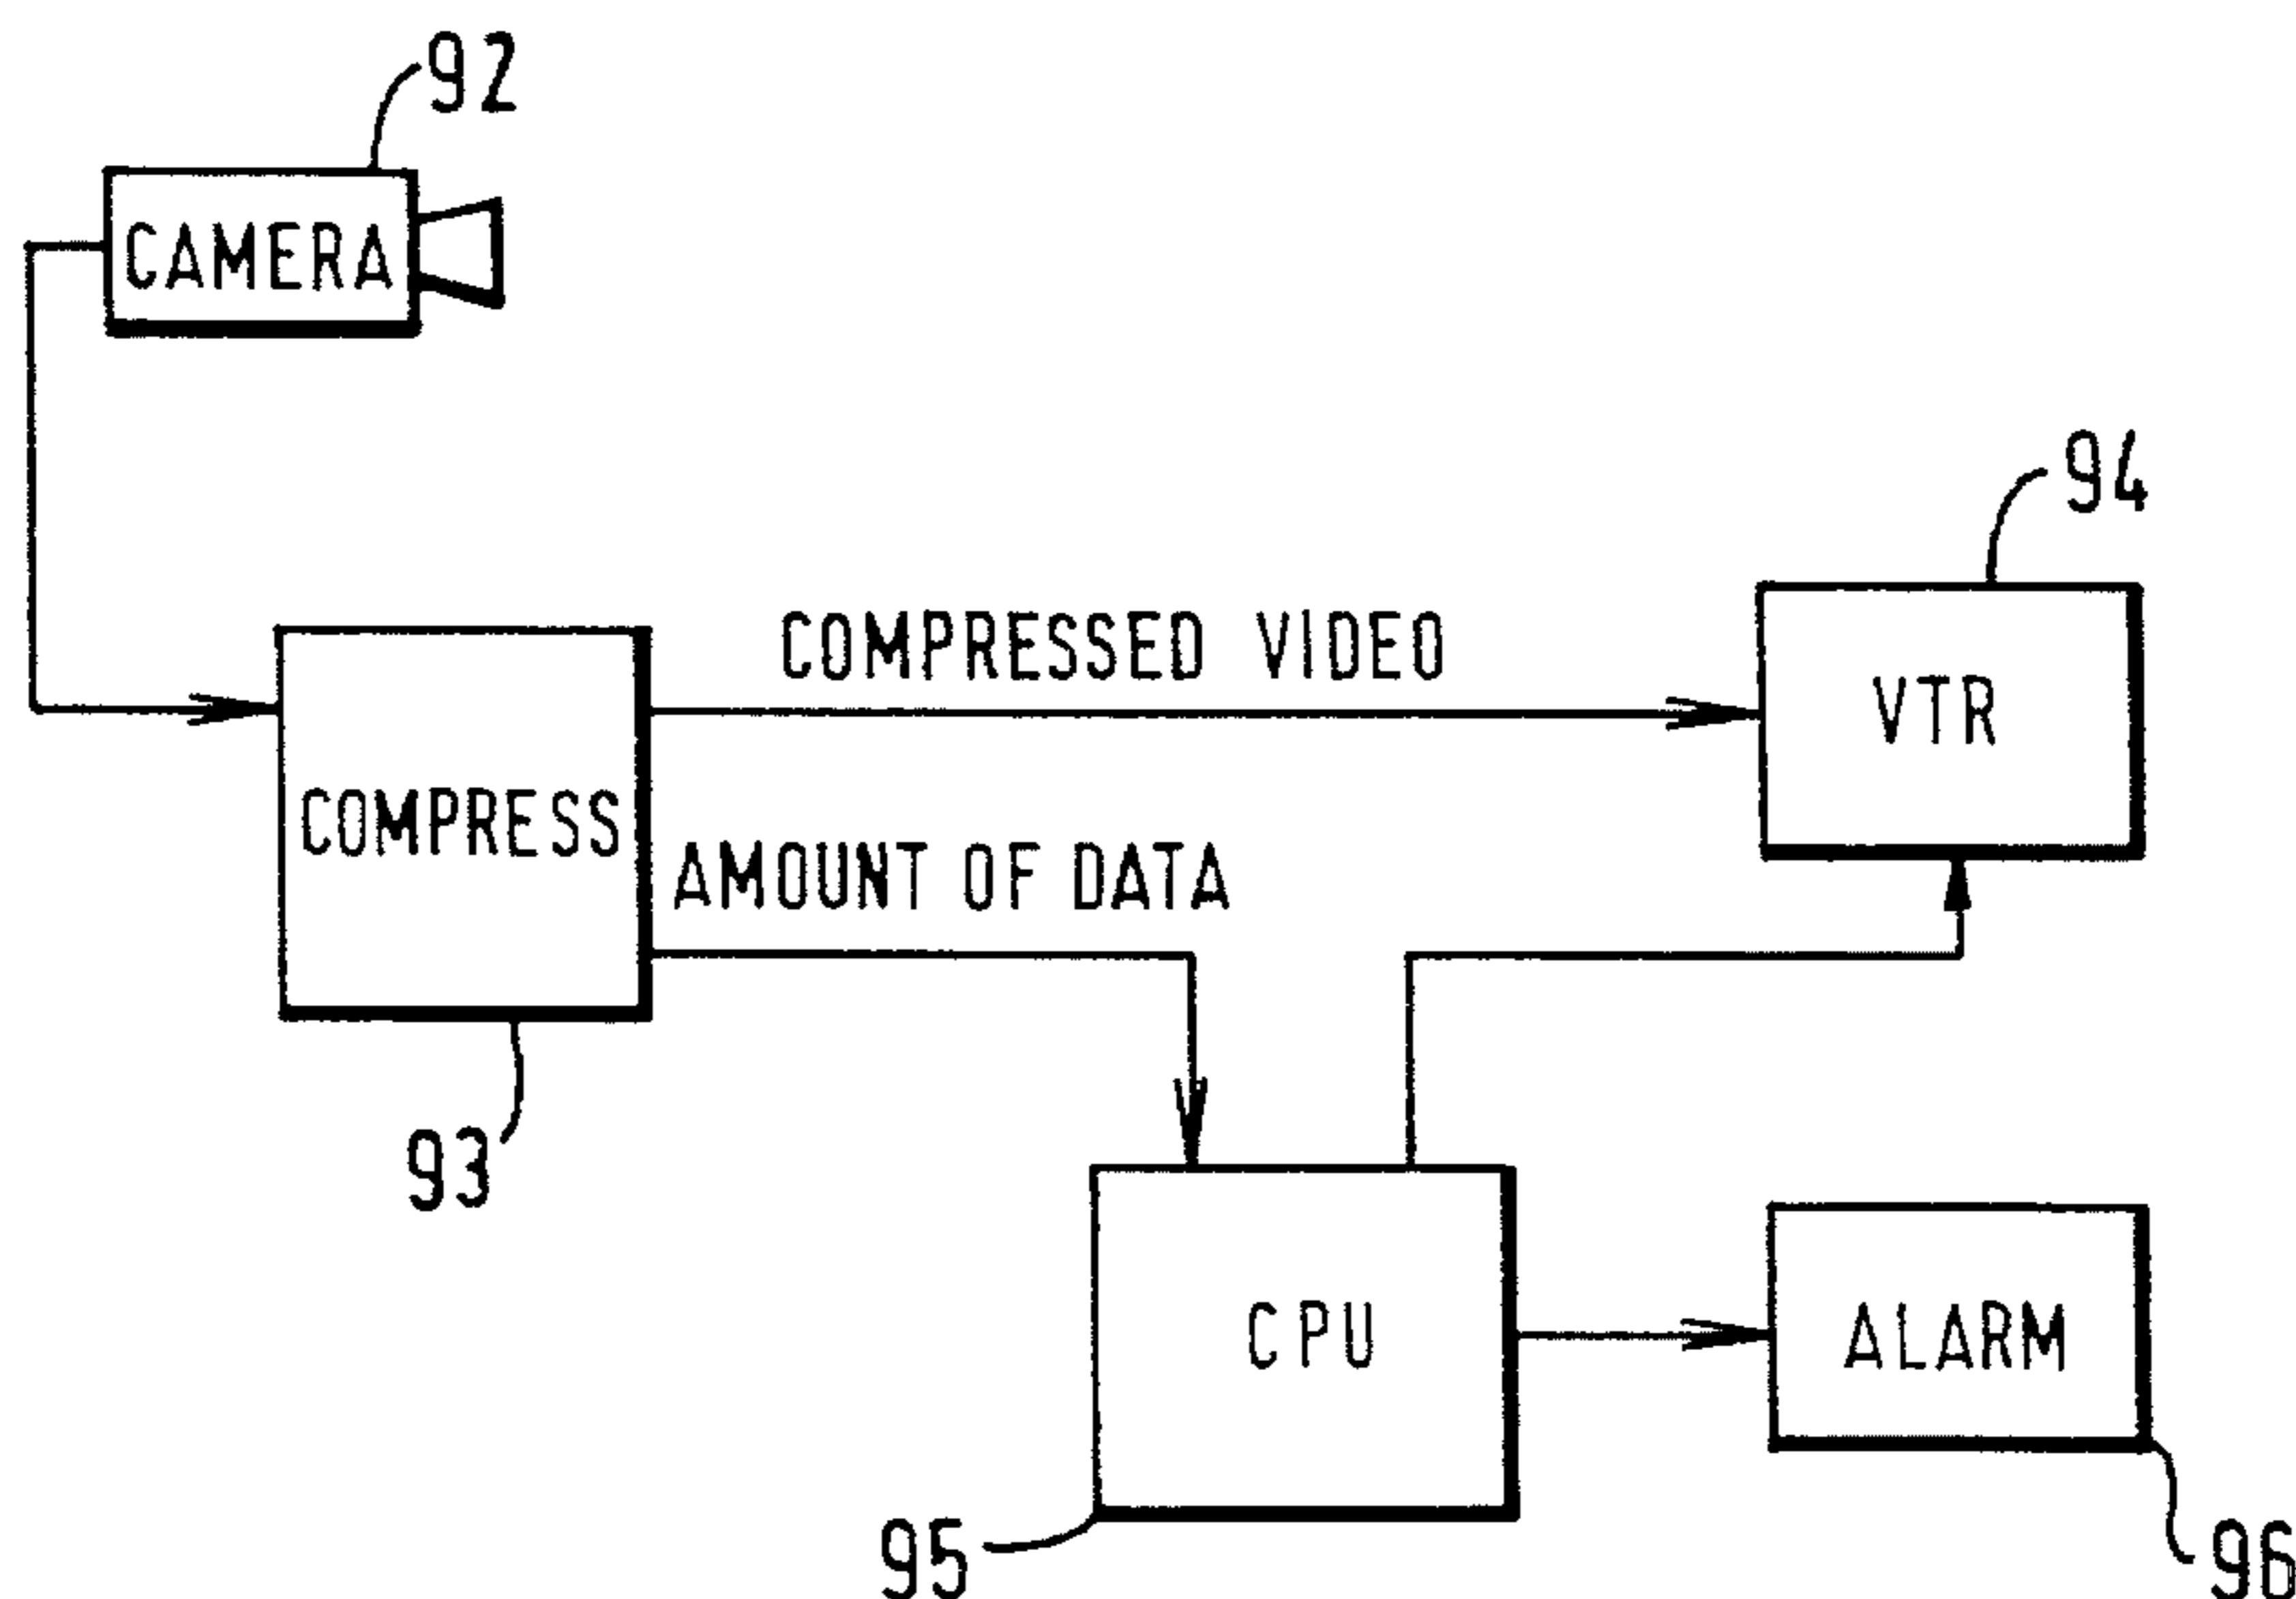 92
CAMERA
94
COMPRESSED VIDEO
VTR
COMPRESS
AMOUNT OF DATA
93
CPU
ALARM
95
96